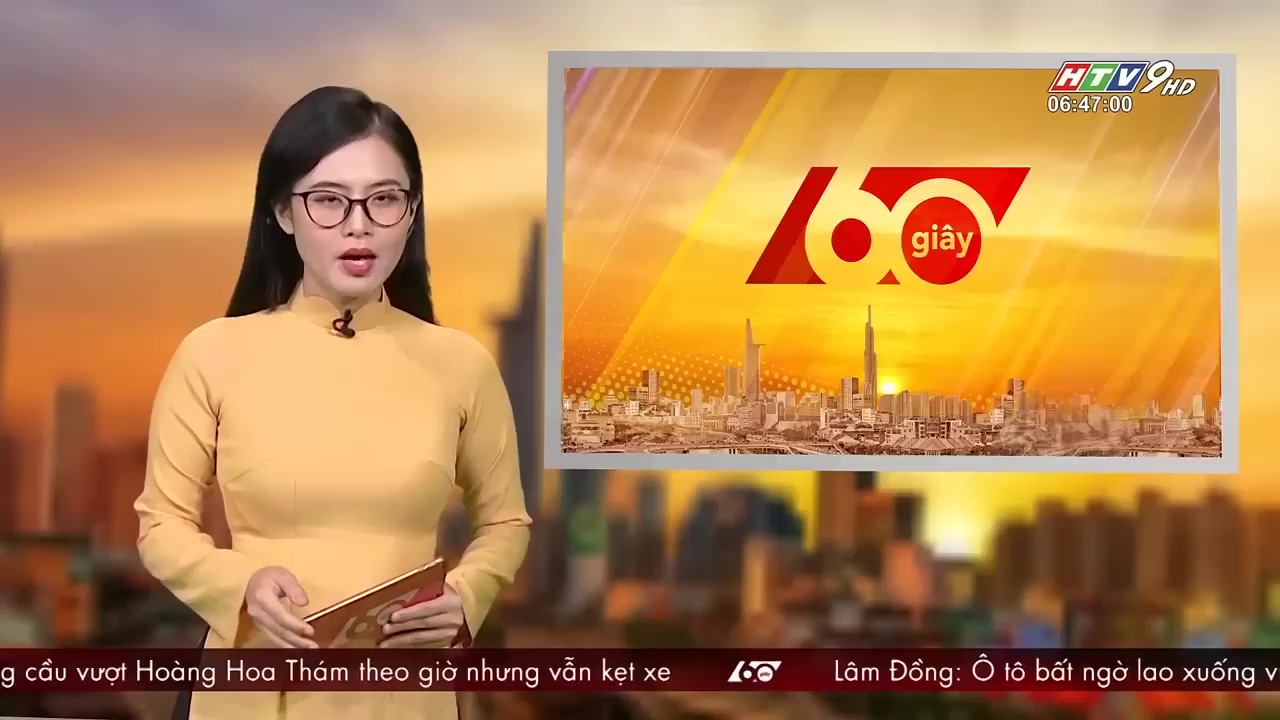 HTV9HD
06:47:00
60 giây
g cầu vượt Hoàng Hoa Thám theo giờ nhưng vẫn kẹt xe 60 giây Lâm Đồng: Ô tô bất ngờ lao xuống v